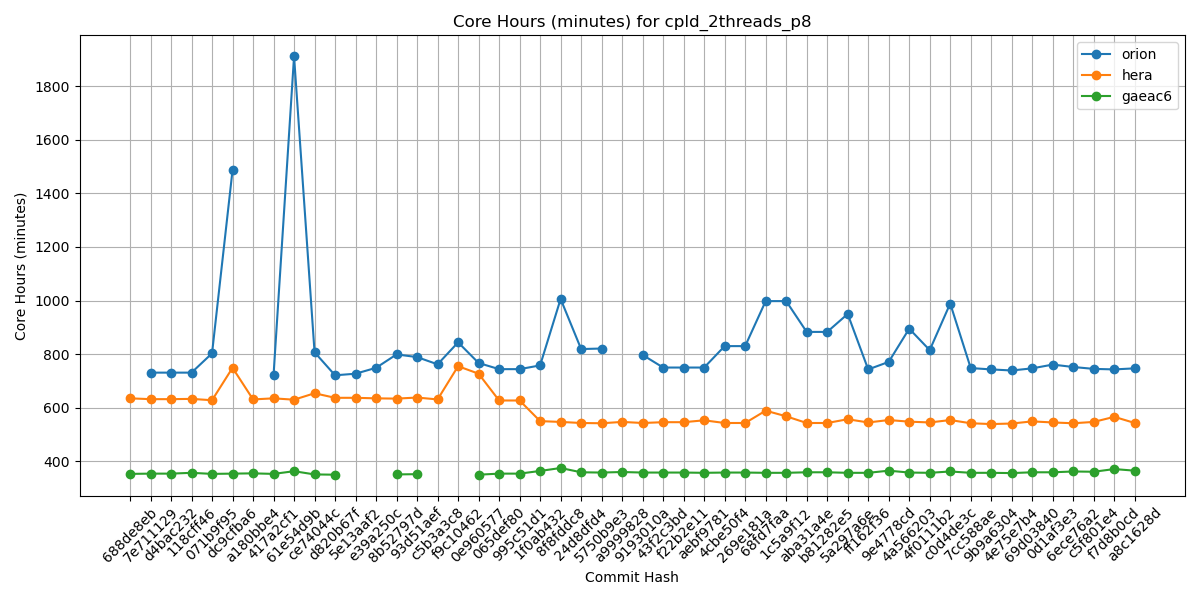 Core Hours (minutes) for cpld_2threads_p8
orion
hera
gaeac6
Core Hours (minutes)
1800
1600
1400
1200
1000
800
600
400
688de8eb
7e711129
d4bac232
118cff46
071b9f95
dc9cfba6
a180bbe4
417a2cf1
61e54d9b
ce74044c
d820b67f
5e13aaf2
e39a250c
8b52797d
93d51aef
c5b3a3c8
f9c10462
0e960577
065def80
995c51d1
1f0ab432
8f8fddc8
24d8dfd4
5750b9e3
a9999828
9193010a
43f2c3bd
f22b2e11
aebf9781
4cbe50f4
269e181a
68fd7faa
1c5a9f12
aba31a4e
b81282e5
5a297a6e
ff162f36
9e4778cd
4a566203
4f0111b2
c0d4de3c
7cc588ae
9b9a6304
4e75e7b4
69d03840
0d1af3e3
6ece76a2
c5f801e4
f7d8b0cd
a8c1628d
Commit Hash